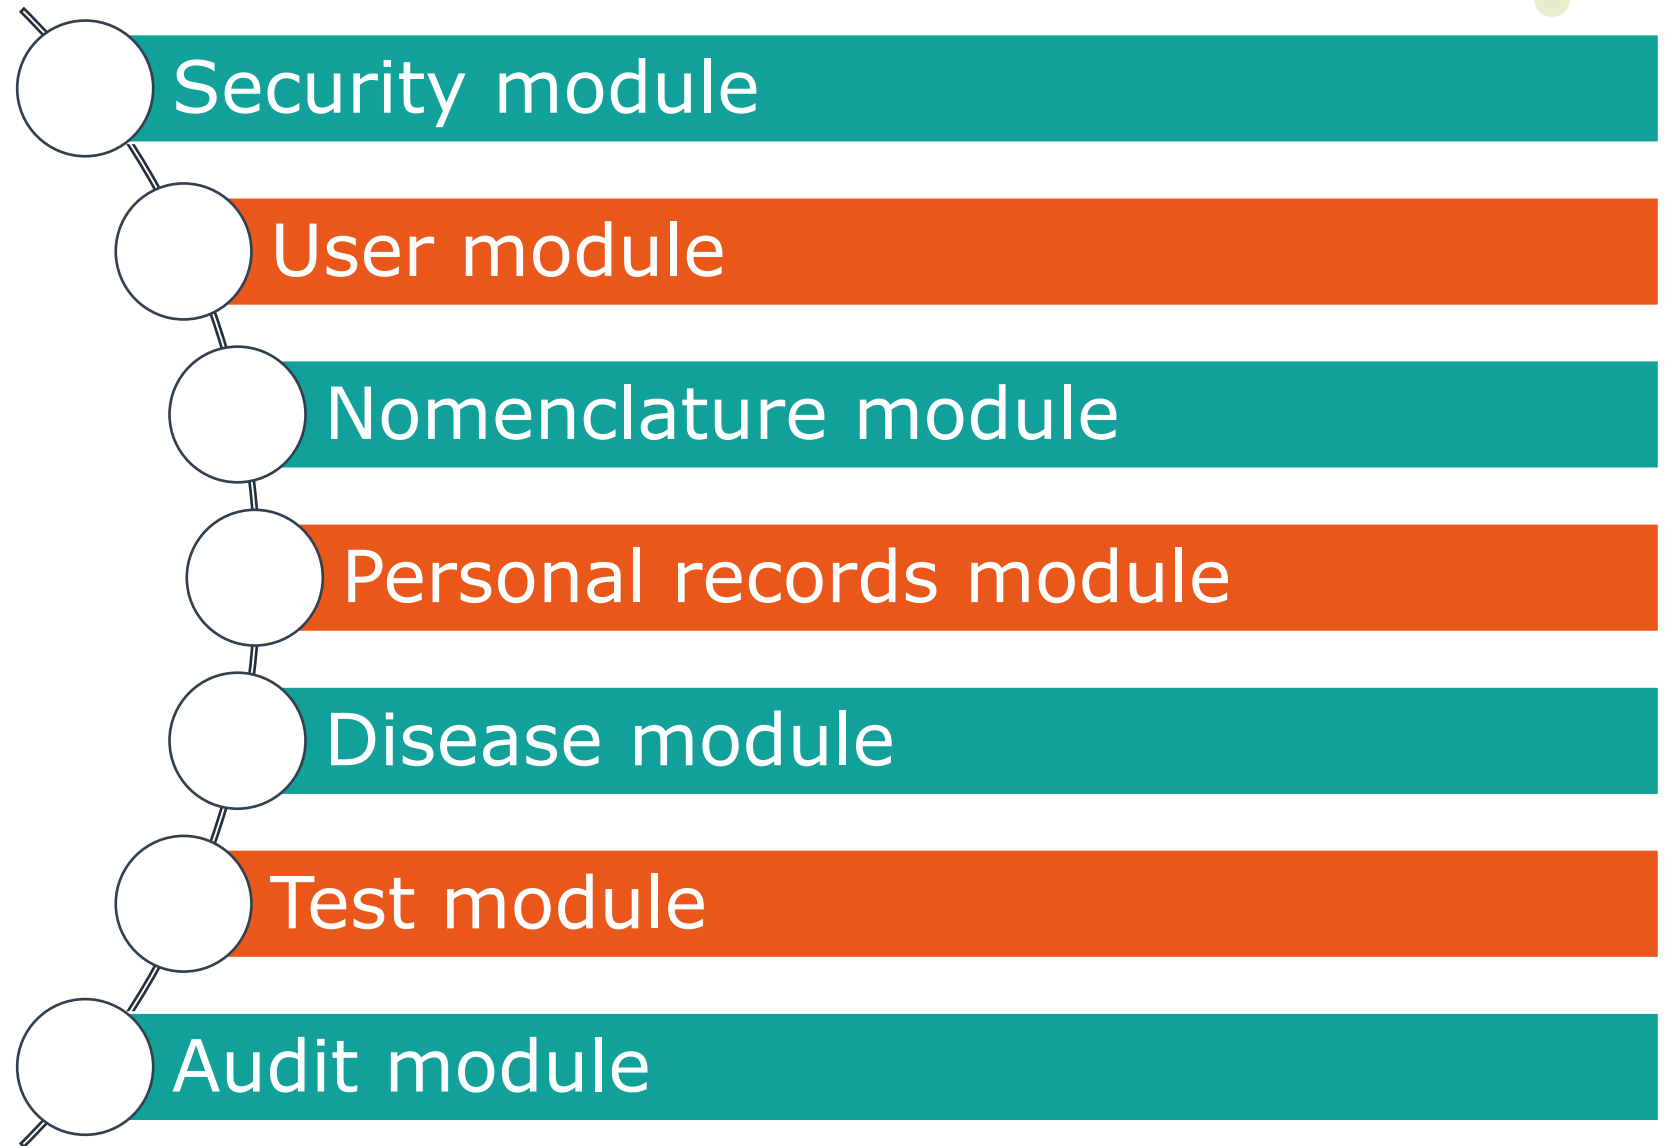 Security module
User module
Nomenclature module
Personal records module
Disease module
Test module
Audit module